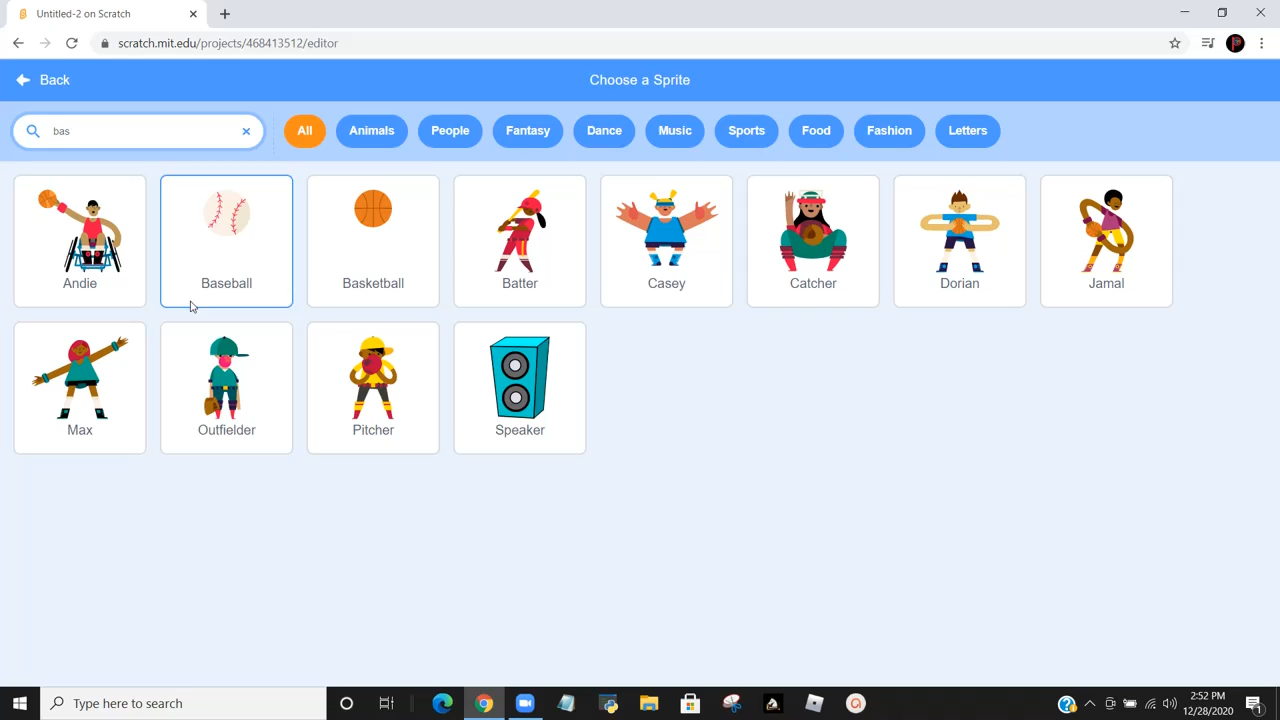 Untitled-2 on Scratch
scratch.mit.edu/projects/468413512/editor
Back
Choose a Sprite
bas
All
Animals
People
Fantasy
Dance
Music
Sports
Food
Fashion
Letters
Andie
Baseball
Basketball
Batter
Casey
Catcher
Dorian
Jamal
Max
Outfielder
Pitcher
Speaker
Type here to search
2:52 PM
12/28/2020